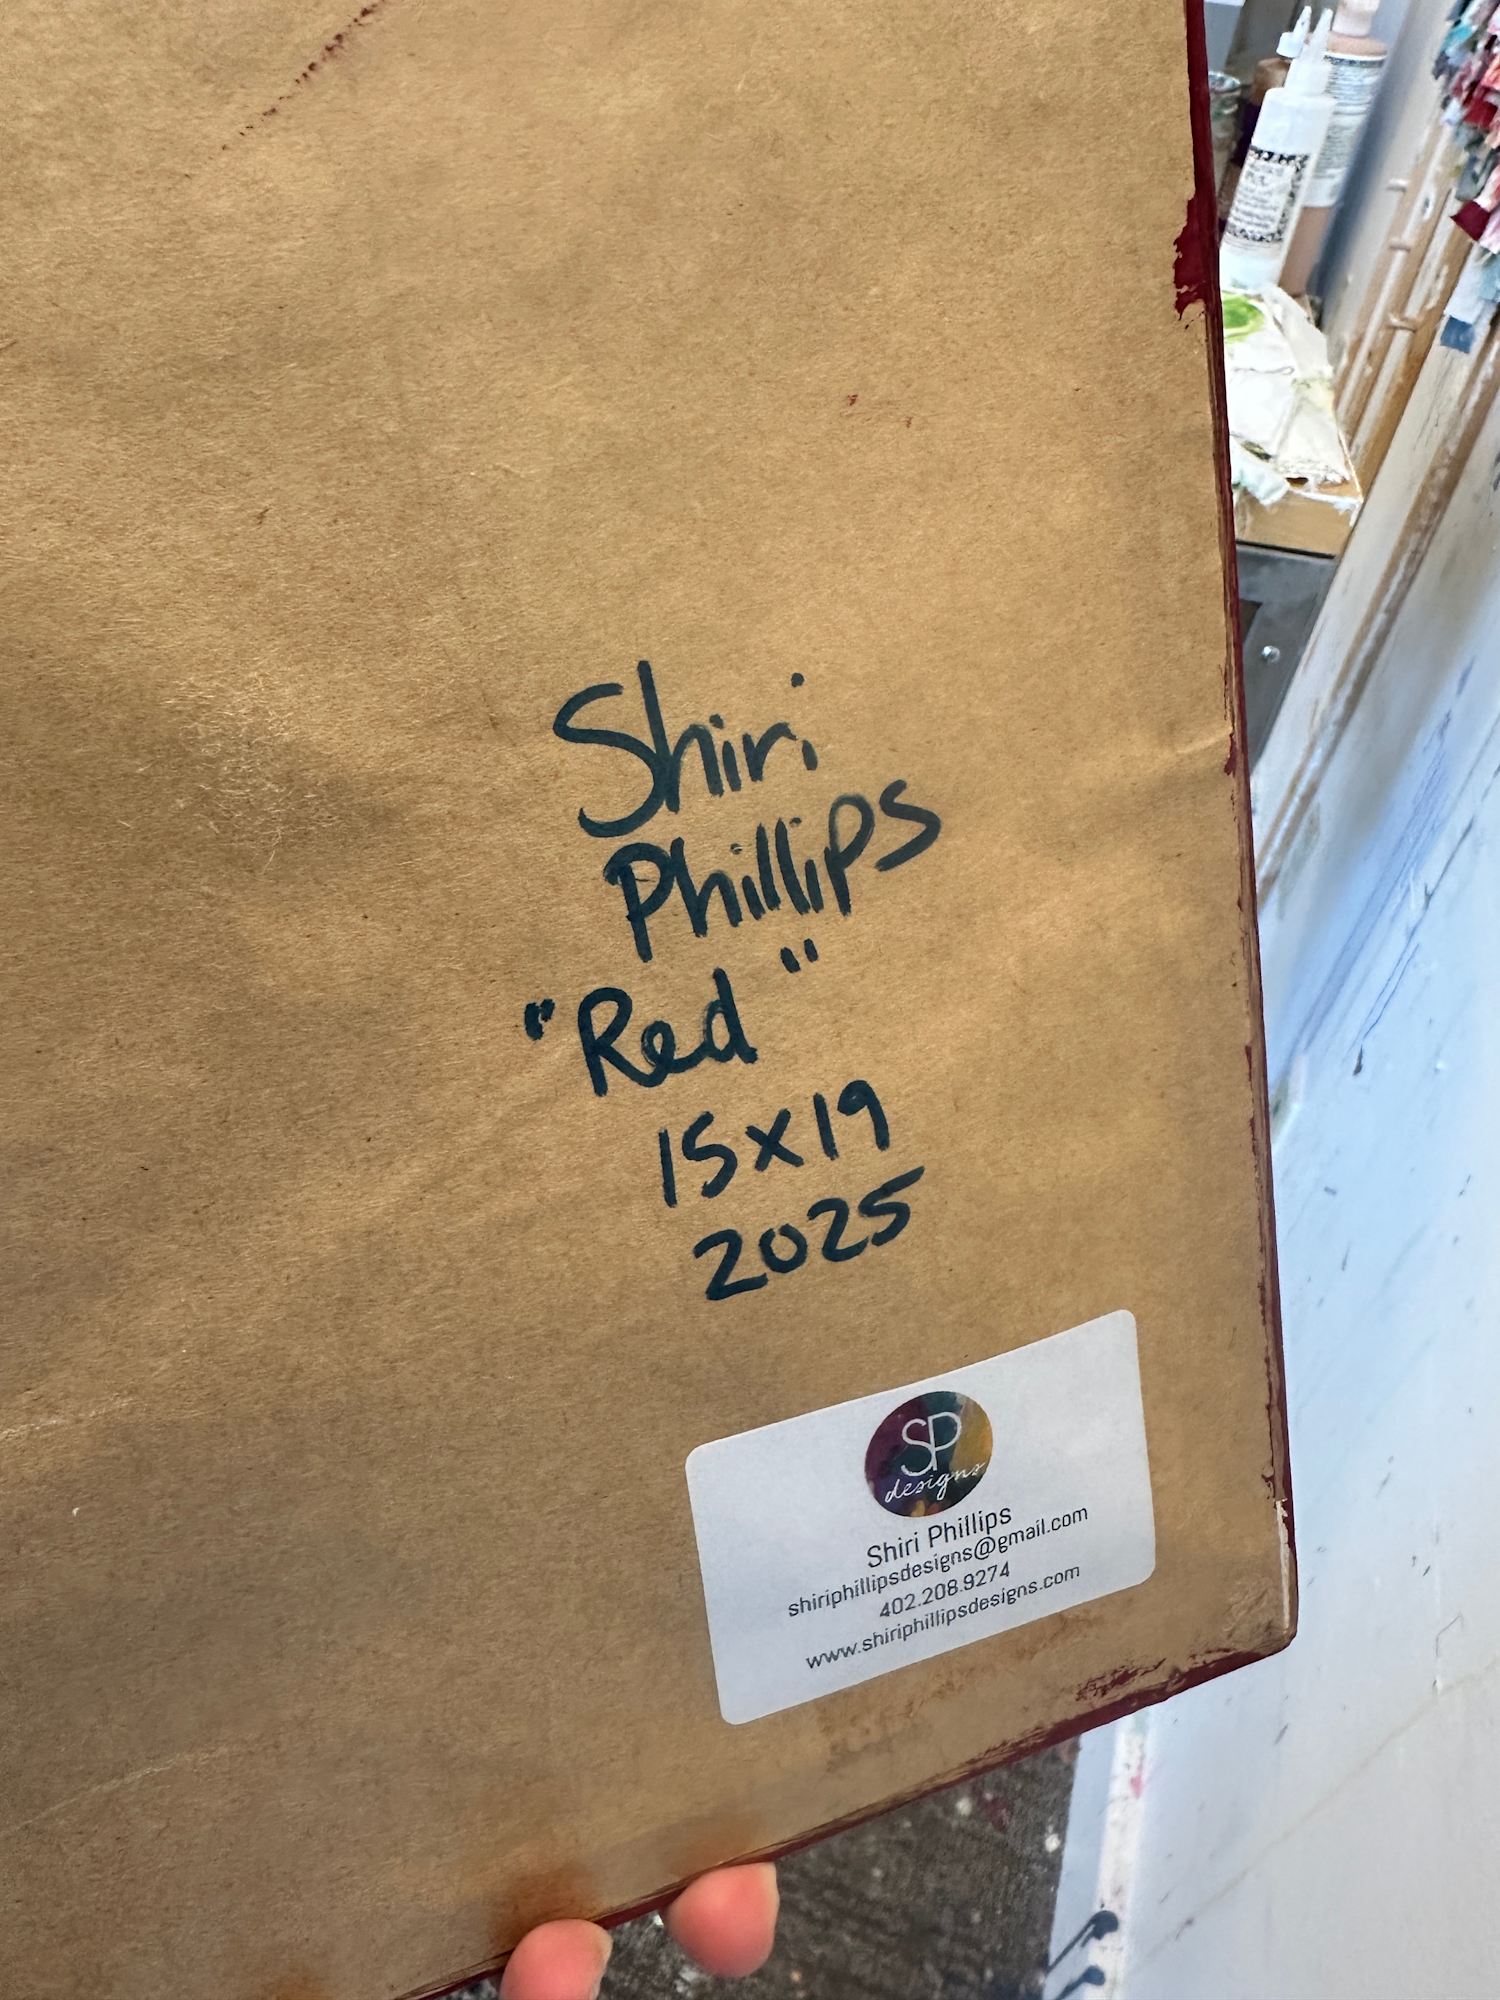 Shiri
Phillips
"Red"
15x19
2025
SP
designs
Shiri Phillips
shiriphillipsdesigns@gmail.com
402.208.9274
www.shiriphillipsdesigns.com